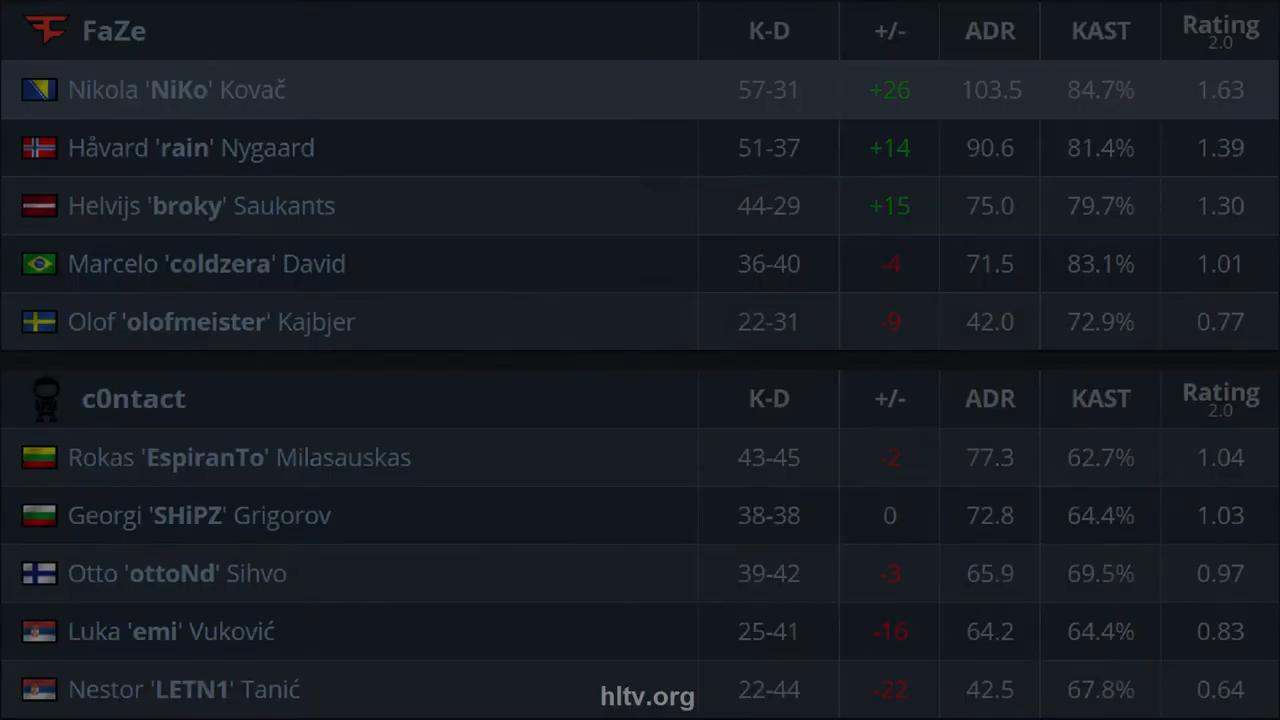 FaZe K-D +/- ADR KAST Rating 2.0
Nikola 'NiKo' Kovač 57-31 +26 103.5 84.7% 1.63
Håvard 'rain' Nygaard 51-37 +14 90.6 81.4% 1.39
Helvijs 'broky' Saukants 44-29 +15 75.0 79.7% 1.30
Marcelo 'coldzera' David 36-40 -4 71.5 83.1% 1.01
Olof 'olofmeister' Kajbjer 22-31 -9 42.0 72.9% 0.77
c0ntact K-D +/- ADR KAST Rating 2.0
Rokas 'EspiranTo' Milasauskas 43-45 -2 77.3 62.7% 1.04
Georgi 'SHiPZ' Grigorov 38-38 0 72.8 64.4% 1.03
Otto 'ottoNd' Sihvo 39-42 -3 65.9 69.5% 0.97
Luka 'emi' Vuković 25-41 -16 64.2 64.4% 0.83
Nestor 'LETN1' Tanić 22-44 -22 42.5 67.8% 0.64
hltv.org